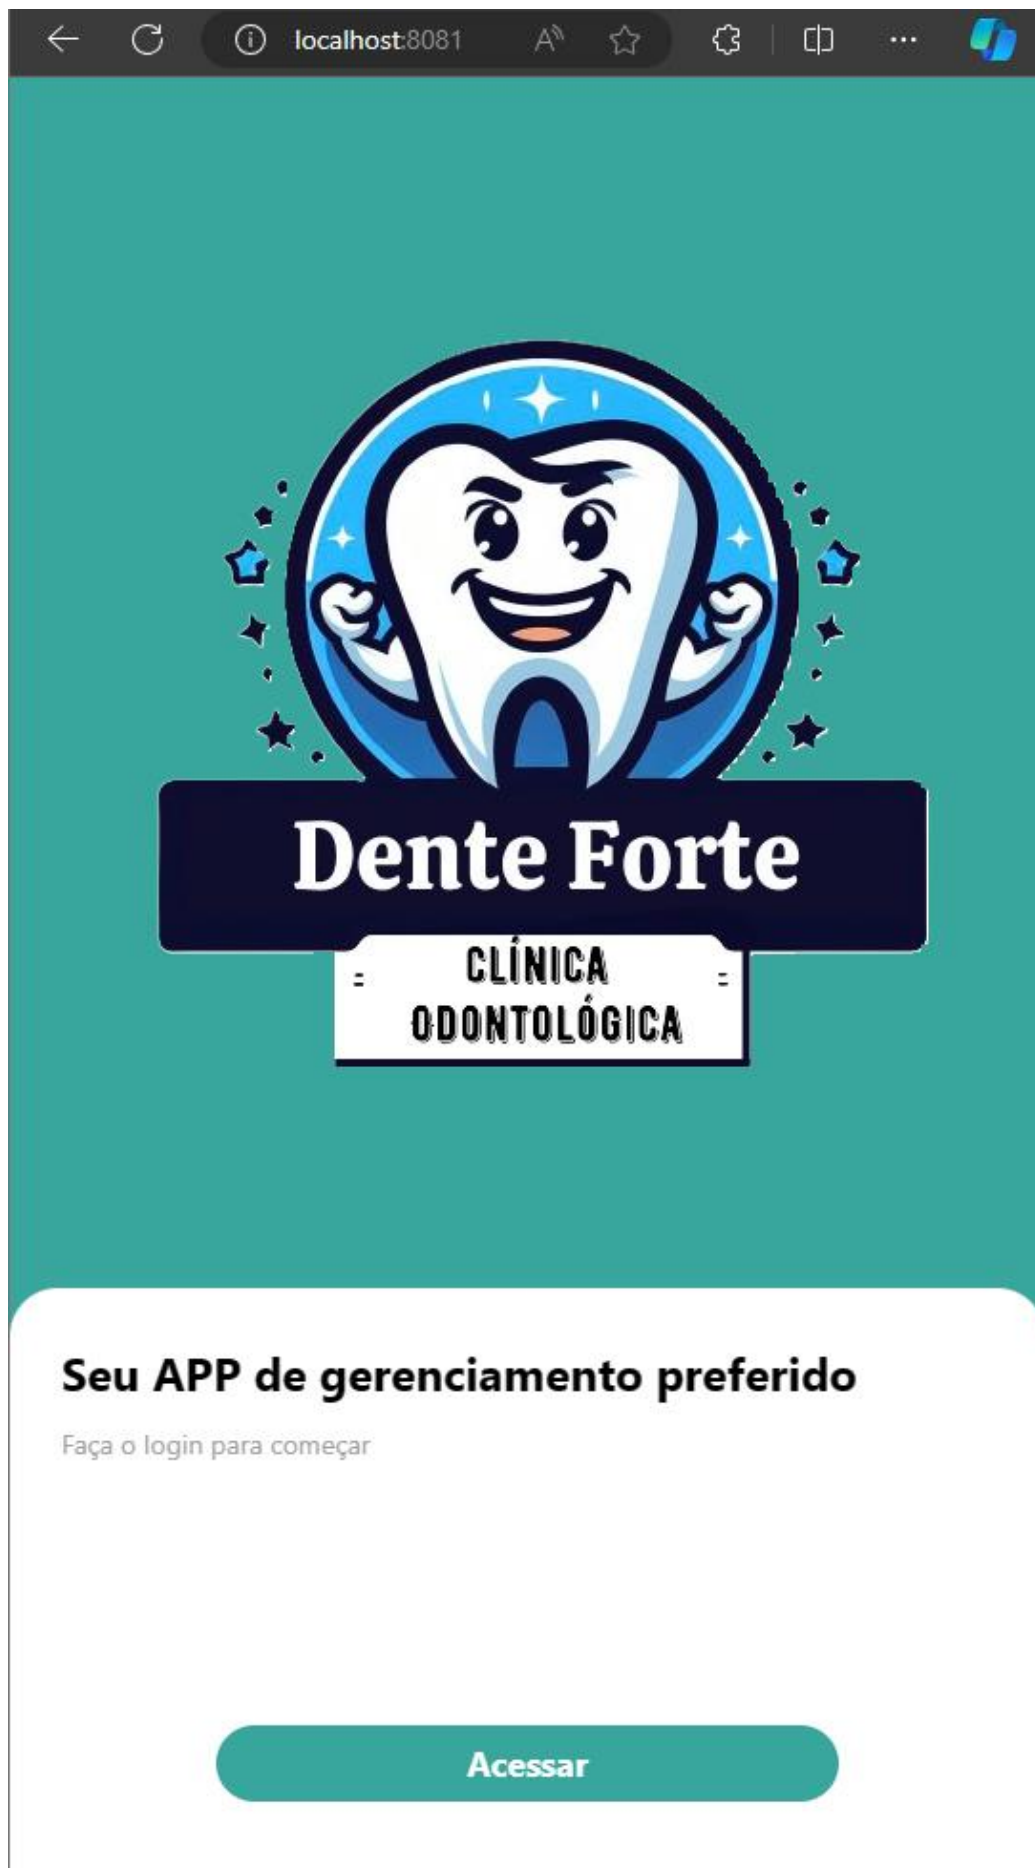 localhost:8081
Dente Forte
CLÍNICA
ODONTOLÓGICA
Seu APP de gerenciamento preferido
Faça o login para começar
Acessar